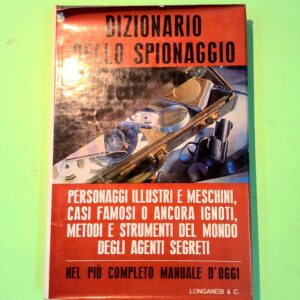 DIZIONARIO
DELLO SPIONAGGIO
PERSONAGGI ILLUSTRI E MESCHINI,
CASI FAMOSI O ANCORA IGNOTI,
METODI E STRUMENTI DEL MONDO
DEGLI AGENTI SEGRETI
NEL PIÙ COMPLETO MANUALE D'OGGI
LONGANESI & C.